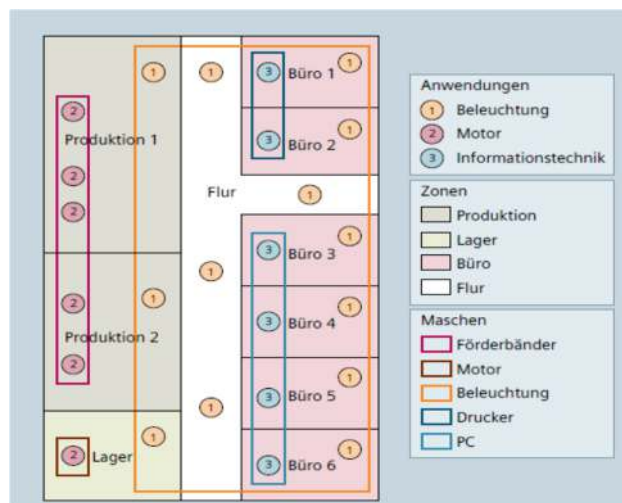 1
1
3
Büro 1
1
2
Produktion 1
3
Büro 2
1
2
2
Flur
1
3
Büro 3
1
1
2
1
3
Büro 4
1
Produktion 2
2
3
Büro 5
1
1
1
2
Lager
3
Büro 6
1
Anwendungen
1 Beleuchtung
2 Motor
3 Informationstechnik
Zonen
Produktion
Lager
Büro
Flur
Maschen
Förderbänder
Motor
Beleuchtung
Drucker
PC